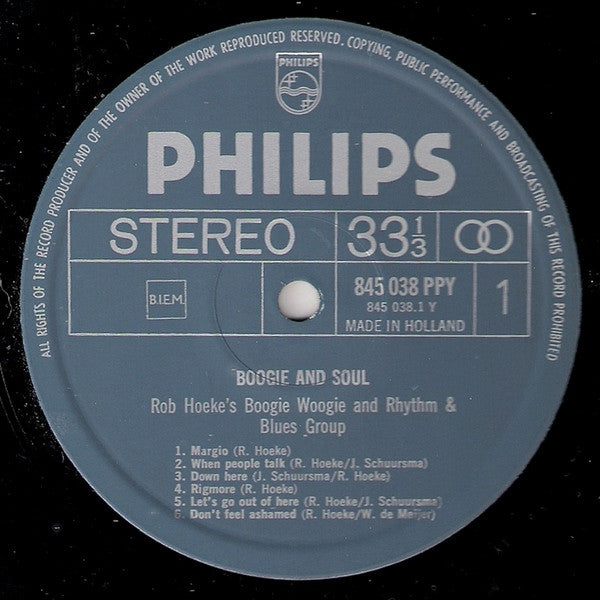 ALL RIGHTS OF THE RECORD PRODUCER AND OF THE OWNER OF THE WORK REPRODUCED RESERVED. COPYING, PUBLIC PERFORMANCE AND BROADCASTING OF THIS RECORD PROHIBITED
PHILIPS
PHILIPS
STEREO 33⅓
B.I.E.M. 845 038 PPY 1
845 038.1 Y
MADE IN HOLLAND
BOOGIE AND SOUL
Rob Hoeke's Boogie Woogie and Rhythm &
Blues Group
1. Margio (R. Hoeke)
2. When people talk (R. Hoeke/J. Schuursma)
3. Down here (J. Schuursma/R. Hoeke)
4. Rigmore (R. Hoeke)
5. Let's go out of here (R. Hoeke/J. Schuursma)
6. Don't feel ashamed (R. Hoeke/W. de Meijer)